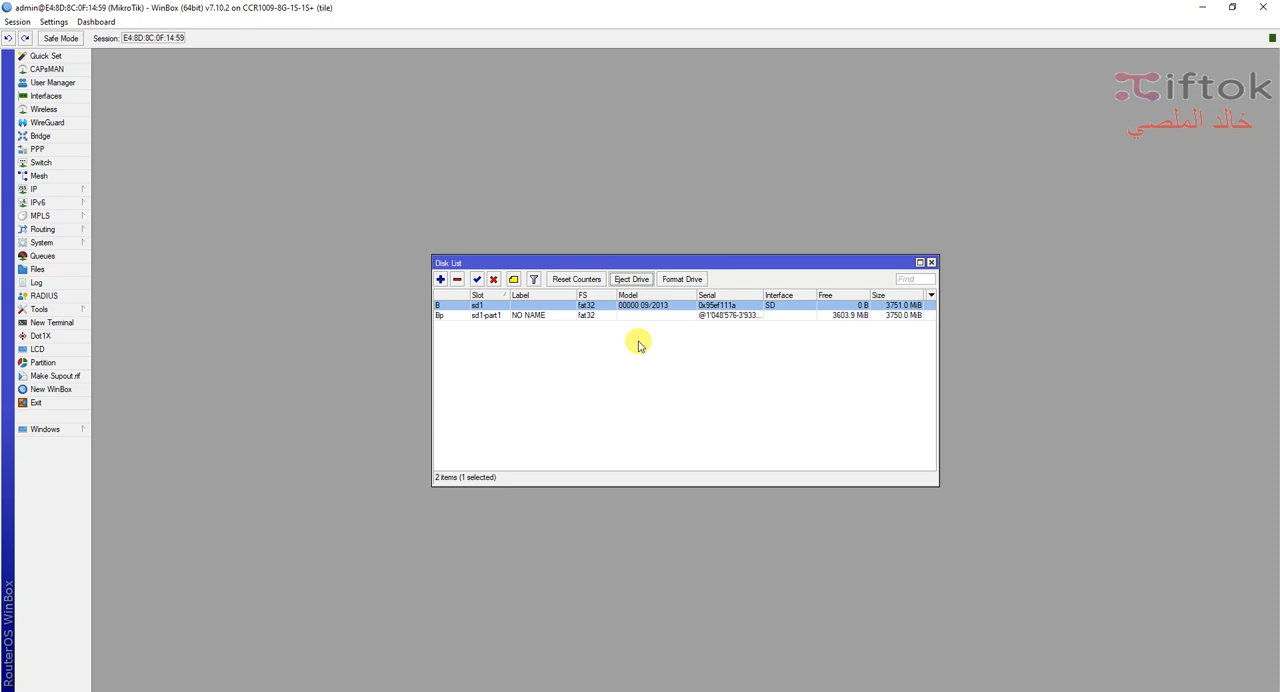 admin@E4:8D:8C:0F:14:59 (MikroTik) - WinBox (64bit) v7.10.2 on CCR1009-8G-1S-1S+ (tile)
Session Settings Dashboard
Safe Mode Session: E4:8D:8C:0F:14:59
Quick Set
CAPsMAN
User Manager
Interfaces
Wireless
WireGuard
Bridge
PPP
Switch
Mesh
IP
IPv6
MPLS
Routing
System
Queues
Files
Log
RADIUS
Tools
New Terminal
Dot1X
LCD
Partition
Make Supout.rif
New WinBox
Exit
Windows
RouterOS WinBox
iftok
خالد الملصي
Disk List
Reset Counters Eject Drive Format Drive Find
Slot Label FS Model Serial Interface Free Size
B sd1 fat32 00000 09/2013 0x95ef111a SD 0 B 3751.0 MiB
Bp sd1-part1 NO NAME fat32 @1'048'576-3'933... 3603.9 MiB 3750.0 MiB
2 items (1 selected)